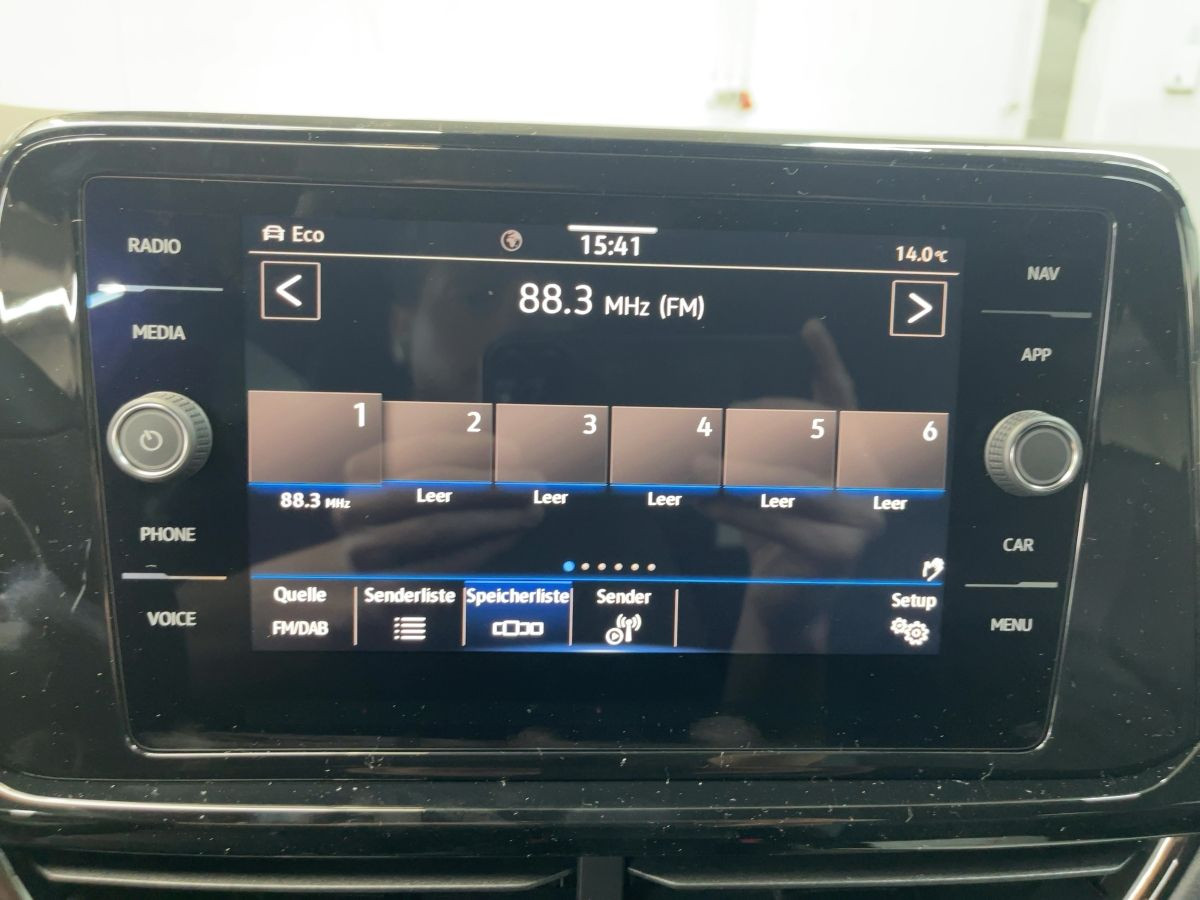 RADIO
MEDIA
PHONE
VOICE
Eco
15:41
14.0°C
<
88.3 MHz (FM)
>
1
2
3
4
5
6
88.3 MHz
Leer
Leer
Leer
Leer
Leer
Quelle
FM/DAB
Senderliste
Speicherliste
Sender
Setup
NAV
APP
CAR
MENU